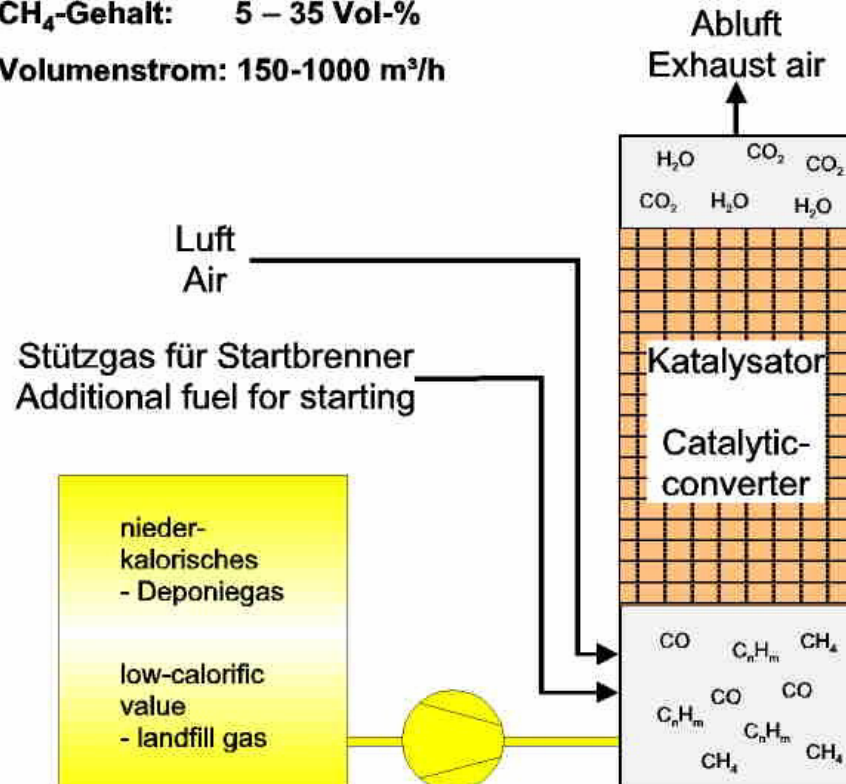 CH₄-Gehalt: 5 – 35 Vol-%
Volumenstrom: 150-1000 m³/h
Abluft
Exhaust air
H₂O CO₂ CO₂
CO₂ H₂O H₂O
Luft
Air
Stützgas für Startbrenner
Additional fuel for starting
Katalysator
Catalytic-
converter
nieder-
kalorisches
- Deponiegas
low-calorific
value
- landfill gas
CO CₙHₘ CH₄
CO CO
CₙHₘ CₙHₘ
CH₄ CH₄